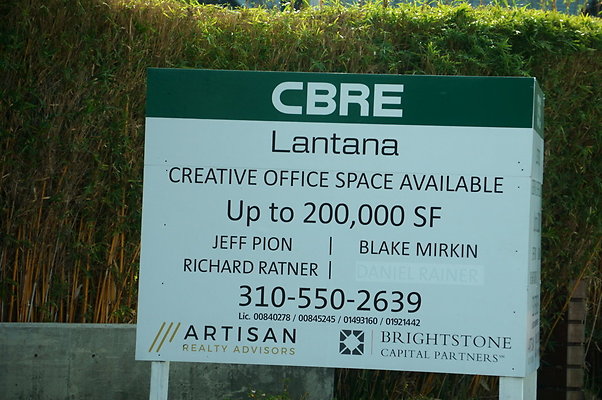 CBRE
Lantana
CREATIVE OFFICE SPACE AVAILABLE
Up to 200,000 SF
JEFF PION | BLAKE MIRKIN
RICHARD RATNER | DANIEL RAINER
310-550-2639
Lic. 00840278 / 00845245 / 01493160 / 01921442
ARTISAN
REALTY ADVISORS
BRIGHTSTONE
CAPITAL PARTNERS